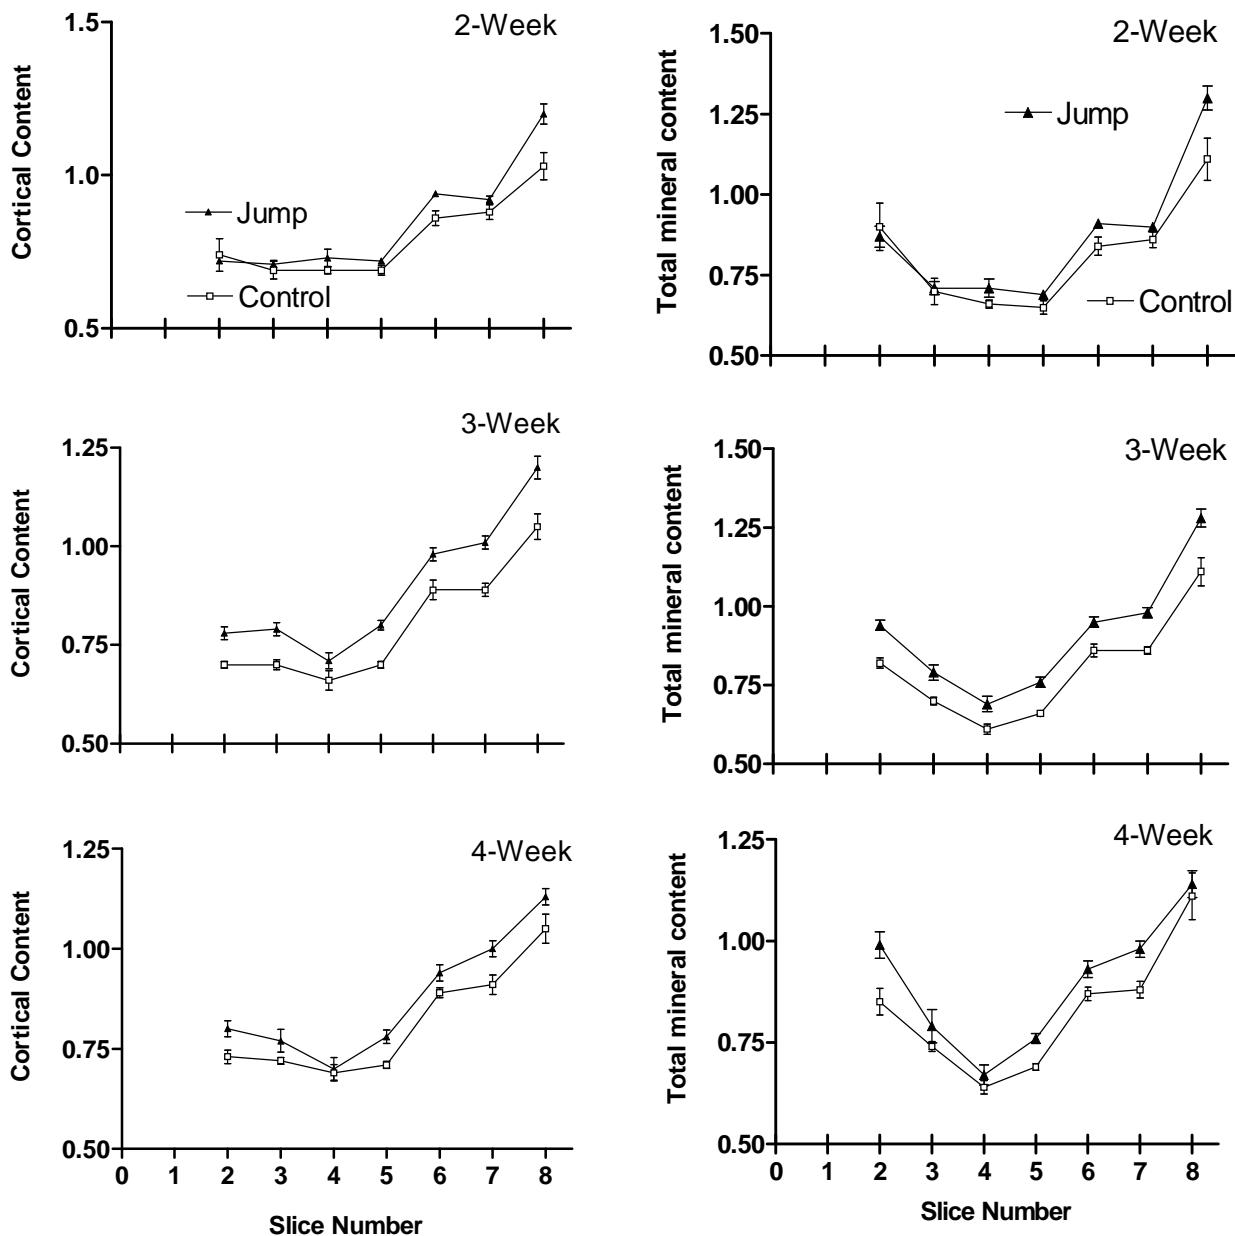 2-Week
Cortical Content
1.5
1.0
0.5
Jump
Control
2-Week
Total mineral content
1.50
1.25
1.00
0.75
0.50
Jump
Control
3-Week
Cortical Content
1.25
1.00
0.75
0.50
3-Week
Total mineral content
1.50
1.25
1.00
0.75
0.50
4-Week
Cortical Content
1.25
1.00
0.75
0.50
0 1 2 3 4 5 6 7 8
Slice Number
4-Week
Total mineral content
1.25
1.00
0.75
0.50
0 1 2 3 4 5 6 7 8
Slice Number